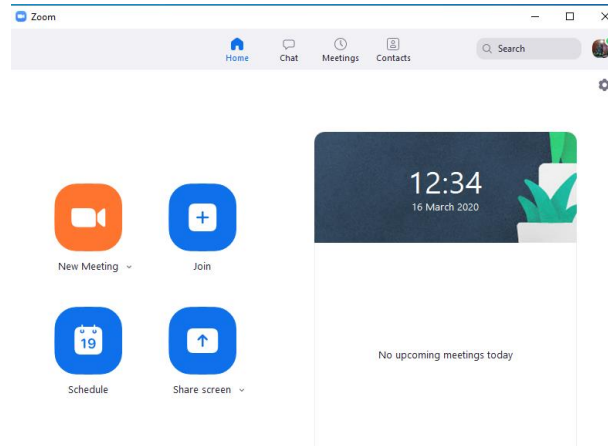 Zoom
Home Chat Meetings Contacts Search
12:34
16 March 2020
New Meeting Join
19
Schedule Share screen
No upcoming meetings today